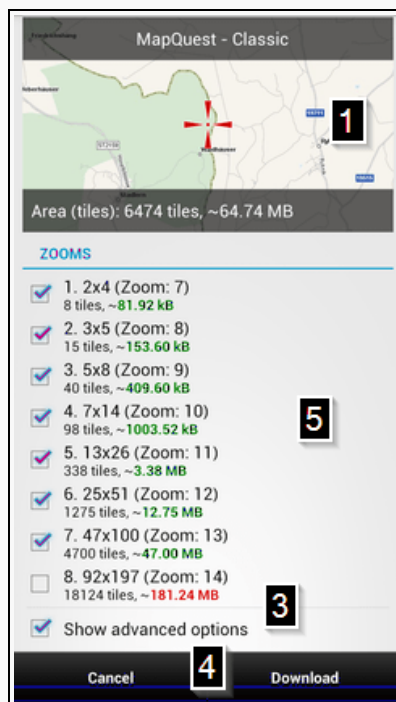 MapQuest - Classic
1
Area (tiles): 6474 tiles, ~64.74 MB
ZOOMS
1. 2x4 (Zoom: 7)
8 tiles, ~81.92 kB
2. 3x5 (Zoom: 8)
15 tiles, ~153.60 kB
3. 5x8 (Zoom: 9)
40 tiles, ~409.60 kB
4. 7x14 (Zoom: 10)
98 tiles, ~1003.52 kB
5
5. 13x26 (Zoom: 11)
338 tiles, ~3.38 MB
6. 25x51 (Zoom: 12)
1275 tiles, ~12.75 MB
7. 47x100 (Zoom: 13)
4700 tiles, ~47.00 MB
8. 92x197 (Zoom: 14)
18124 tiles, ~181.24 MB
3
Show advanced options
4
Cancel
Download